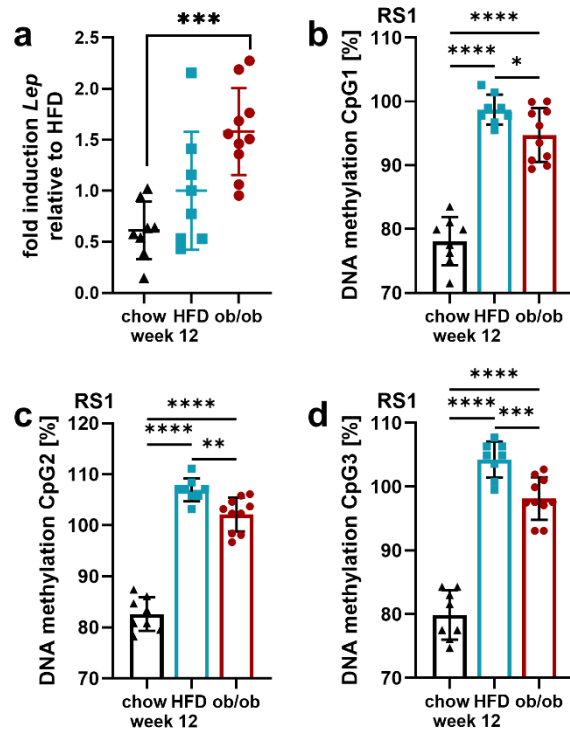 a
***
fold induction Lep
relative to HFD
2.5
2.0
1.5
1.0
0.5
0.0
chow HFD ob/ob
week 12
b
RS1
****
****
*
DNA methylation CpG1 [%]
110
100
90
80
70
chow HFD ob/ob
week 12
c
RS1
****
****
**
DNA methylation CpG2 [%]
120
110
100
90
80
70
chow HFD ob/ob
week 12
d
RS1
****
****
***
DNA methylation CpG3 [%]
110
100
90
80
70
chow HFD ob/ob
week 12